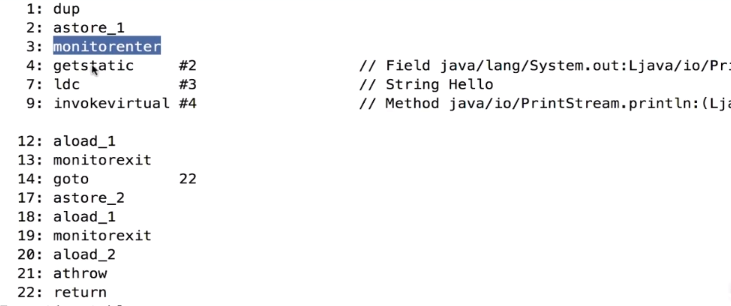 1: dup
2: astore_1
3: monitorenter
4: getstatic #2 // Field java/lang/System.out:Ljava/io/Pri
7: ldc #3 // String Hello
9: invokevirtual #4 // Method java/io/PrintStream.println:(Lja
12: aload_1
13: monitorexit
14: goto 22
17: astore_2
18: aload_1
19: monitorexit
20: aload_2
21: athrow
22: return